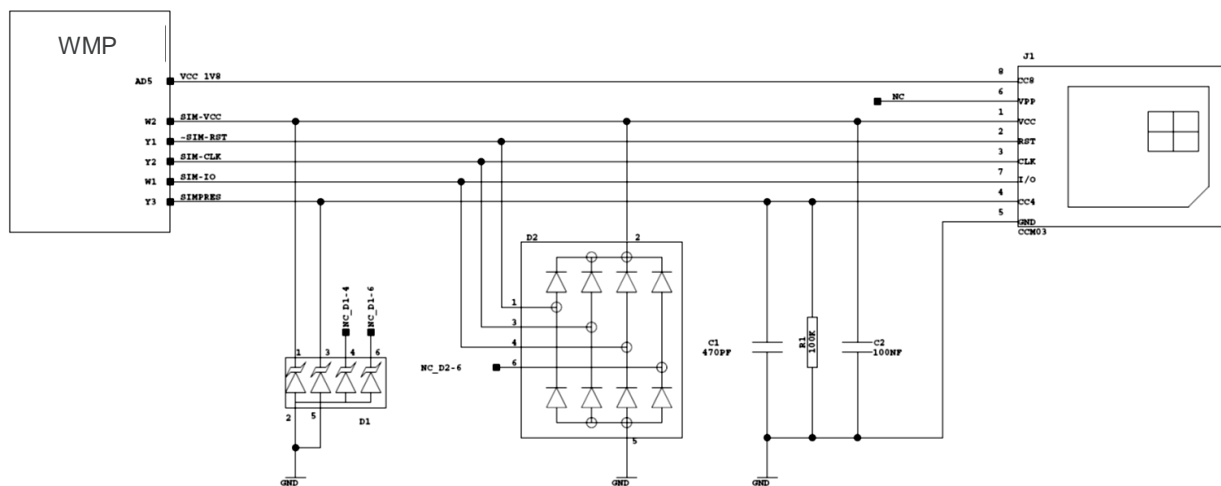 WMP
J1
AD5 VCC 1V8 8 CC8
NC 6 VPP
W2 SIM-VCC 1 VCC
Y1 ~SIM-RST 2 RST
Y2 SIM-CLK 3 CLK
W1 SIM-IO 7 I/O
Y3 SIMPRES 4 CC4
5 GND
CCM03
D2 2
1
3
4
NC_D2-6 6
5
NC_D1-4
NC_D1-6
1 3 4 6
2 5 D1
C1
470PF
R1
100K
C2
100NF
GND
GND
GND